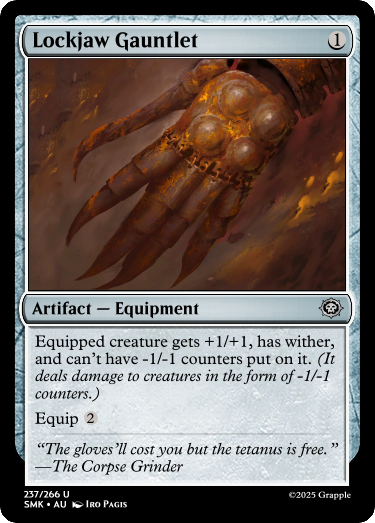 Lockjaw Gauntlet 1
Artifact — Equipment
Equipped creature gets +1/+1, has wither,
and can't have -1/-1 counters put on it. (It
deals damage to creatures in the form of -1/-1
counters.)
Equip 2
"The gloves'll cost you but the tetanus is free."
—The Corpse Grinder
237/266 U
SMK • AU Iro Pagis
©2025 Grapple